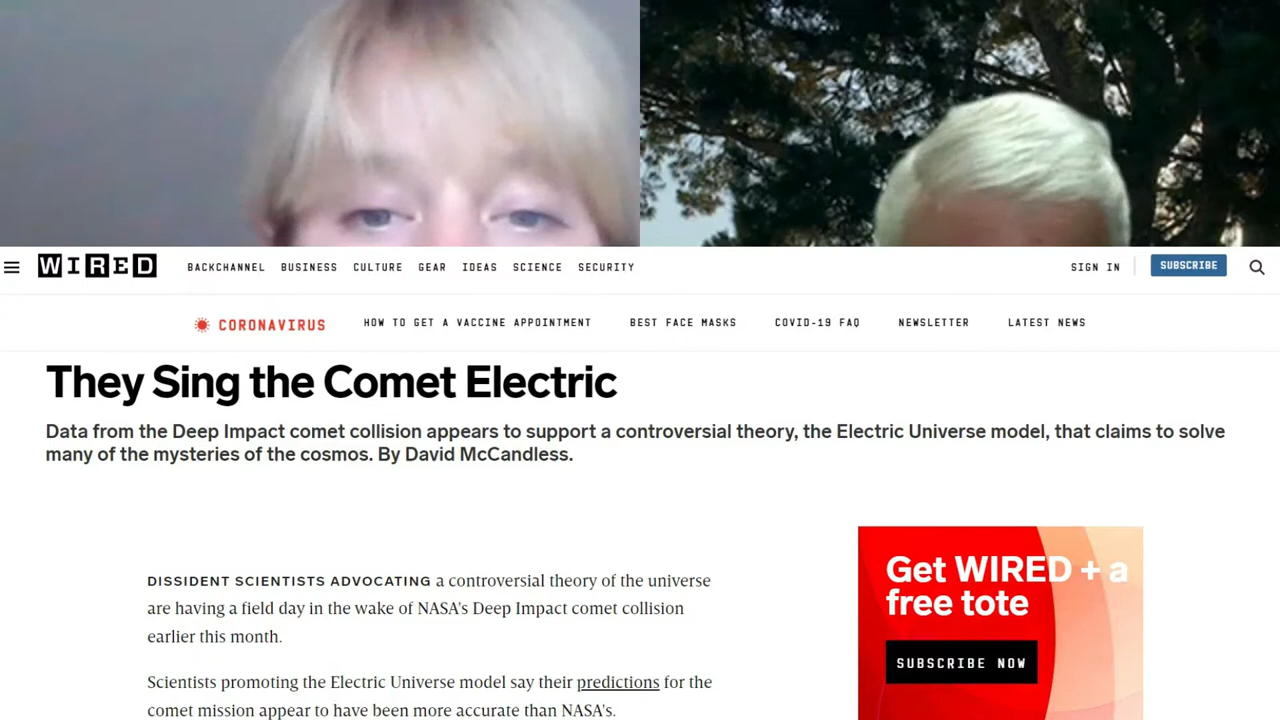 WIRED
BACKCHANNEL BUSINESS CULTURE GEAR IDEAS SCIENCE SECURITY
SIGN IN
SUBSCRIBE
CORONAVIRUS
HOW TO GET A VACCINE APPOINTMENT BEST FACE MASKS COVID-19 FAQ NEWSLETTER LATEST NEWS
They Sing the Comet Electric
Data from the Deep Impact comet collision appears to support a controversial theory, the Electric Universe model, that claims to solve
many of the mysteries of the cosmos. By David McCandless.
DISSIDENT SCIENTISTS ADVOCATING a controversial theory of the universe
are having a field day in the wake of NASA's Deep Impact comet collision
earlier this month.
Scientists promoting the Electric Universe model say their predictions for the
comet mission appear to have been more accurate than NASA's.
Get WIRED + a
free tote
SUBSCRIBE NOW